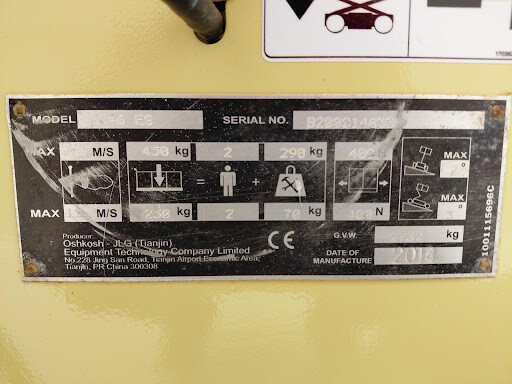 MODEL ES SERIAL NO.
MAX M/S 450 kg 2 290 kg MAX
= + MAX
MAX M/S 230 kg 2 70 kg N
Producer:
Oshkosh - JLG (Tianjin)
Equipment Technology Company Limited
No.228 Jing San Road, Tianjin Airport Economic Area,
Tianjin, PR China 300308
CE
G.V.W. kg
DATE OF
MANUFACTURE 2014
1001115696C